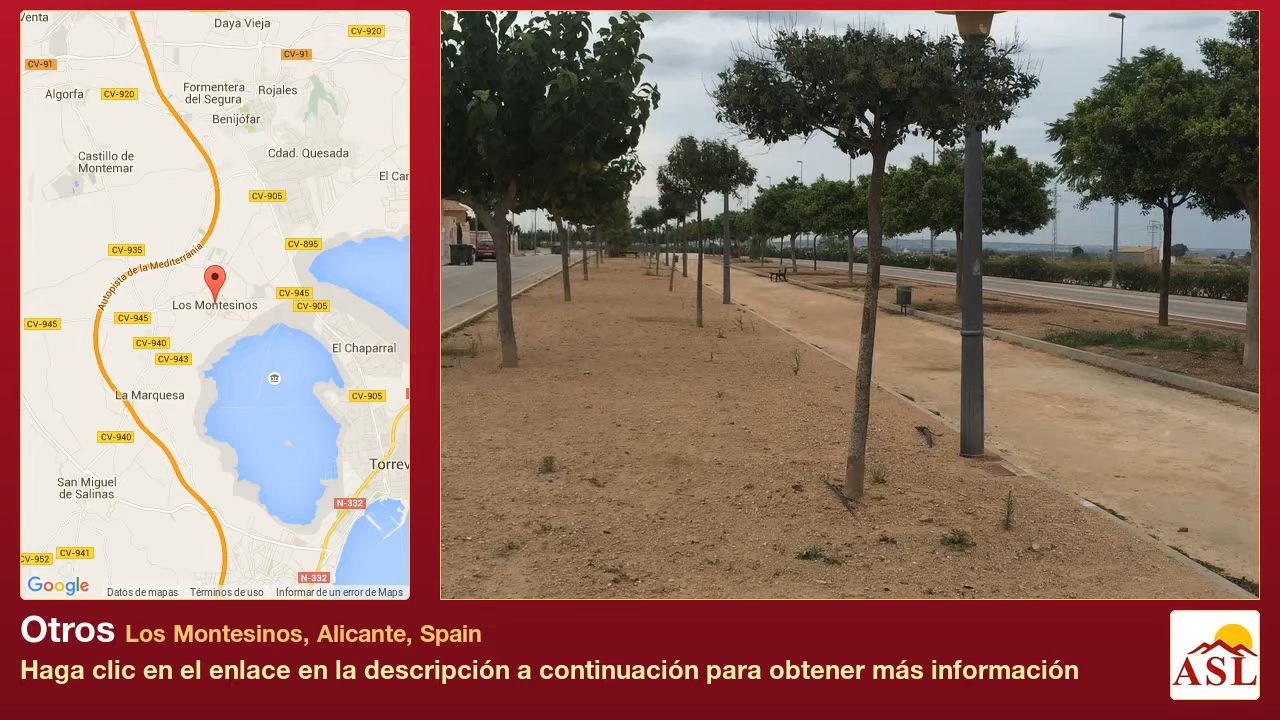 Venta
Daya Vieja
CV-920
CV-91
CV-91
Algorfa
CV-920
Formentera
del Segura
Rojales
Benijófar
Castillo de
Montemar
Cdad. Quesada
El Car
CV-905
CV-935
CV-895
Autopista de la Mediterrania
Los Montesinos
CV-945
CV-905
CV-945
CV-945
CV-940
CV-943
El Chaparral
La Marquesa
CV-905
CV-940
Torrev
San Miguel
de Salinas
N-332
CV-952
CV-941
N-332
Google
Datos de mapas
Términos de uso
Informar de un error de Maps
Otros Los Montesinos, Alicante, Spain
Haga clic en el enlace en la descripción a continuación para obtener más información
ASL